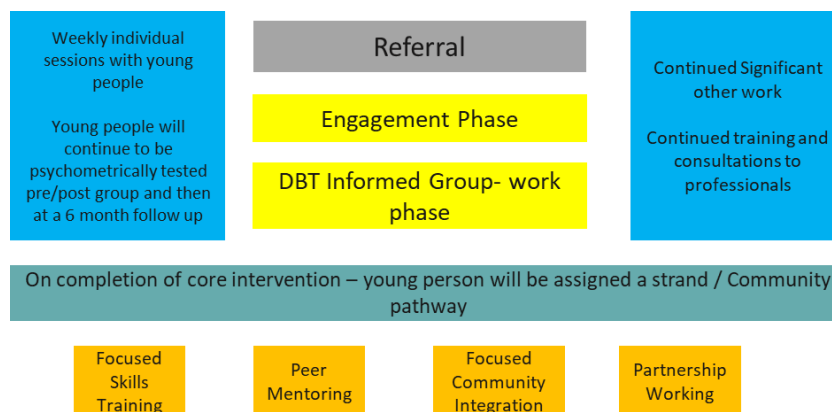 Weekly individual
sessions with young
people
Young people will
continue to be
psychometrically tested
pre/post group and then
at a 6 month follow up
Referral
Engagement Phase
DBT Informed Group- work
phase
Continued Significant
other work
Continued training and
consultations to
professionals
On completion of core intervention – young person will be assigned a strand / Community
pathway
Focused
Skills
Training
Peer
Mentoring
Focused
Community
Integration
Partnership
Working